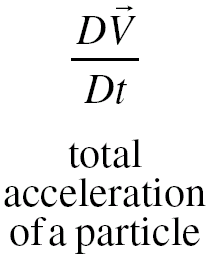 DV⃗
Dt
total
acceleration
of a particle